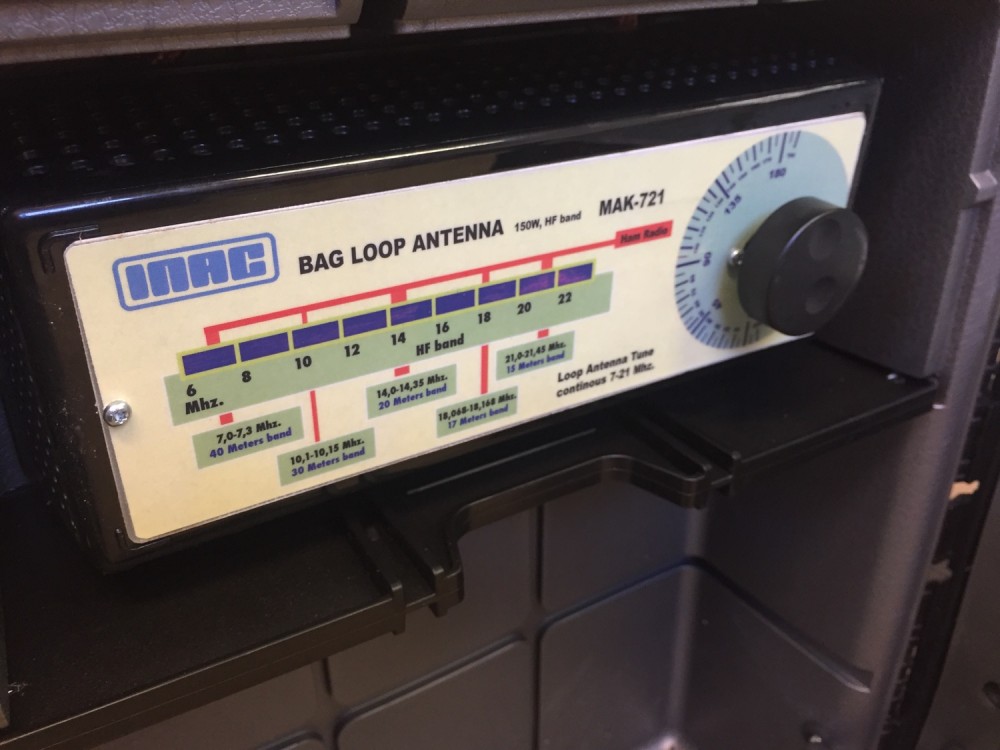 INAC
BAG LOOP ANTENNA 150W, HF band MAK-721
Ham Radio
6 8 10 12 14 16 18 20 22
Mhz. HF band
7,0-7,3 Mhz.
40 Meters band
10,1-10,15 Mhz.
30 Meters band
14,0-14,35 Mhz.
20 Meters band
18,068-18,168 Mhz.
17 Meters band
21,0-21,45 Mhz.
15 Meters band
Loop Antenna Tune
continous 7-21 Mhz.
180
135
90
45